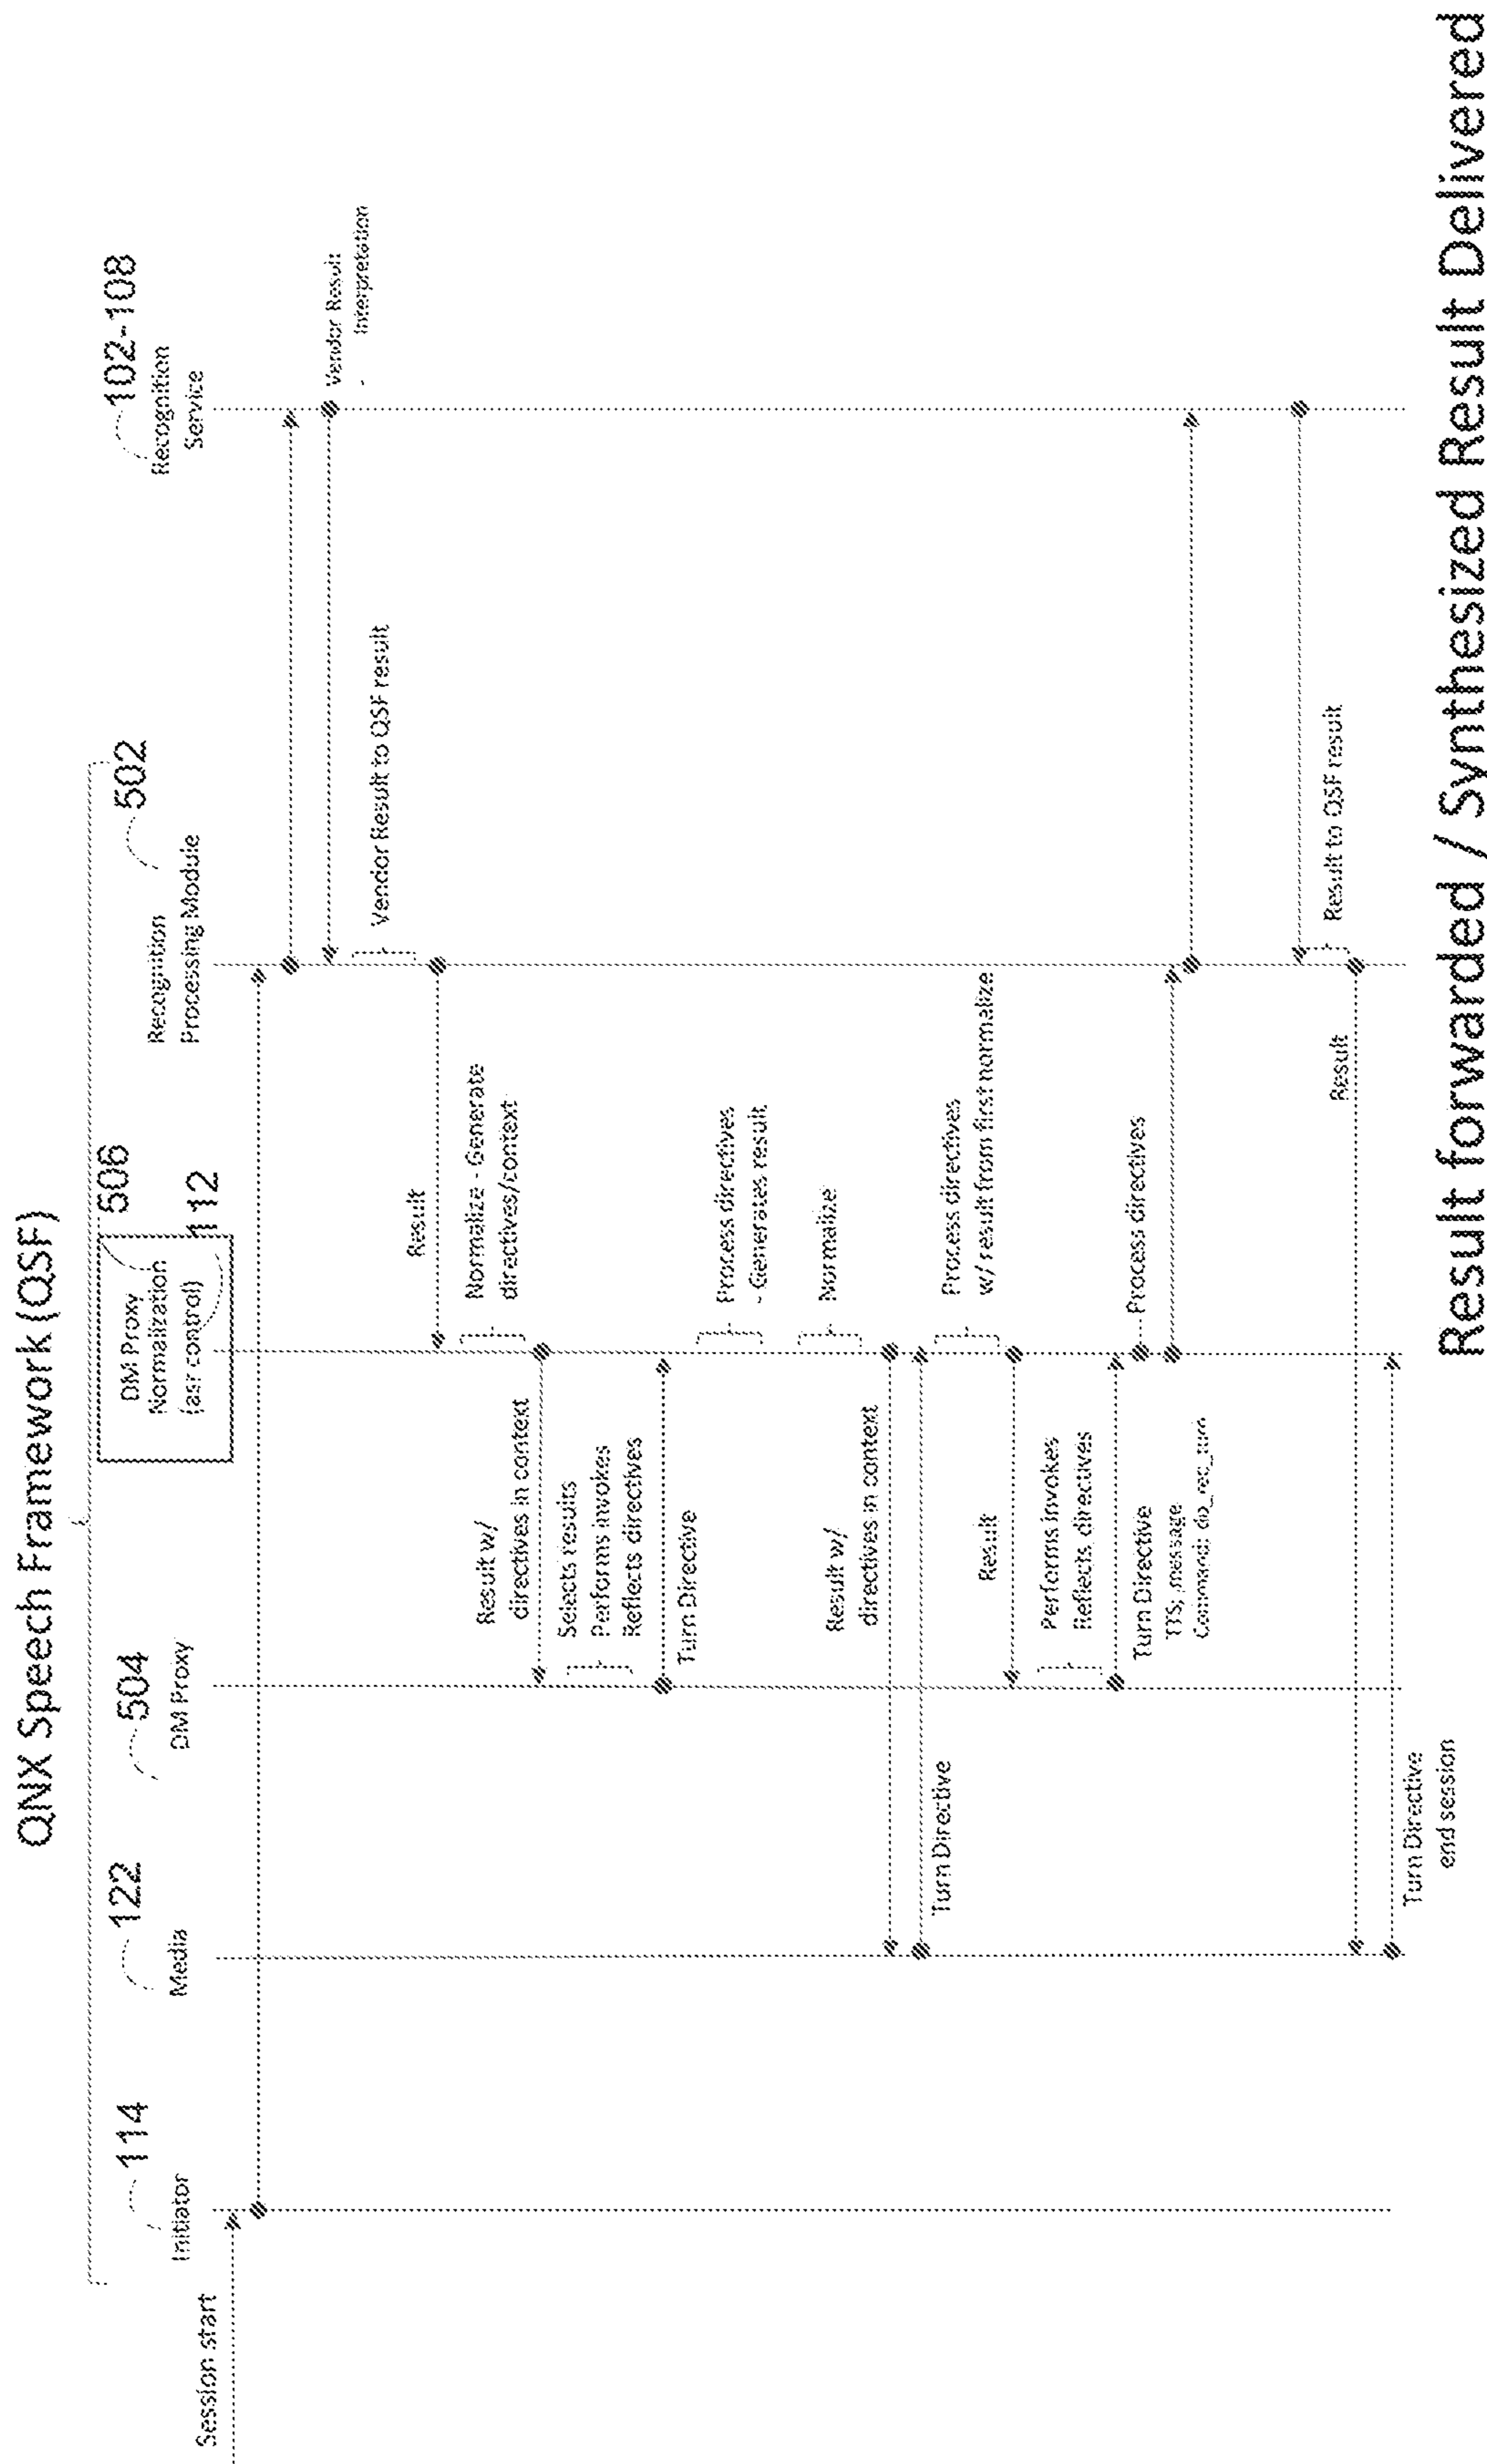 QNX Speech Framework (QSF)
114
122
504
506
112
502
102-108
Initiator
Media
DM Proxy
DM Proxy
Normalization
(asr control)
Recognition
Processing Module
Recognition
Service
Session start
Vendor Result
Interpretation
-
Vendor Result to QSF result
Result
Normalize - Generate
directives/context
Result w/
directives in context
Selects results
Performs invokes
Reflects directives
Turn Directive
Process directives
- Generates result
Normalize
Result w/
directives in context
Turn Directive
Process directives
w/ result from first normalize
Result
Performs invokes
Reflects directives
Turn Directive
TTS, message
Command: do_rec_turn
Process directives
Result to QSF result
Result
Turn Directive
end session
Result forwarded / Synthesized Result Delivered